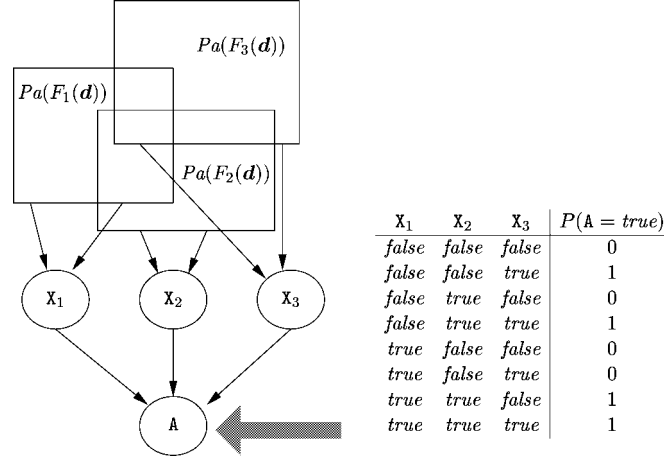 Pa(F₃(d))
Pa(F₁(d))
Pa(F₂(d))
X₁ X₂ X₃
A
X₁ X₂ X₃ P(A = true)
false false false 0
false false true 1
false true false 0
false true true 1
true false false 0
true false true 0
true true false 1
true true true 1